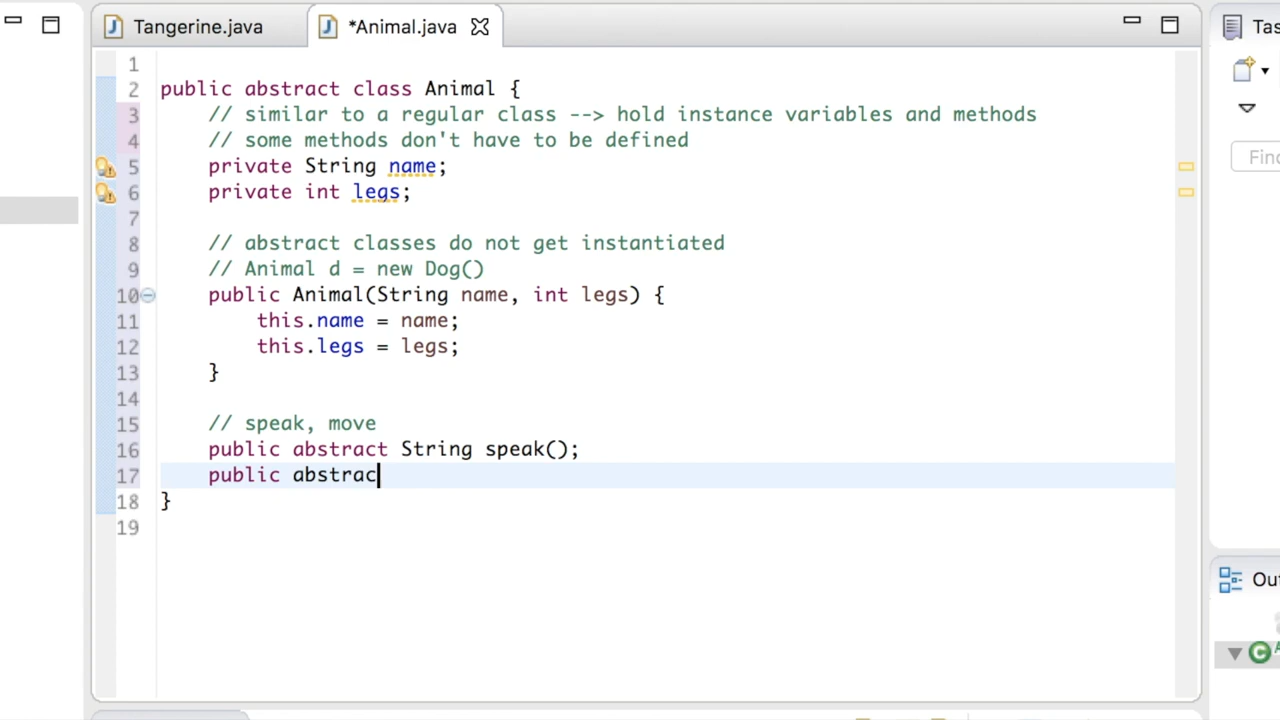 Tangerine.java
*Animal.java
1
2 public abstract class Animal {
3 // similar to a regular class --> hold instance variables and methods
4 // some methods don't have to be defined
5 private String name;
6 private int legs;
7
8 // abstract classes do not get instantiated
9 // Animal d = new Dog()
10 public Animal(String name, int legs) {
11 this.name = name;
12 this.legs = legs;
13 }
14
15 // speak, move
16 public abstract String speak();
17 public abstrac
18 }
19